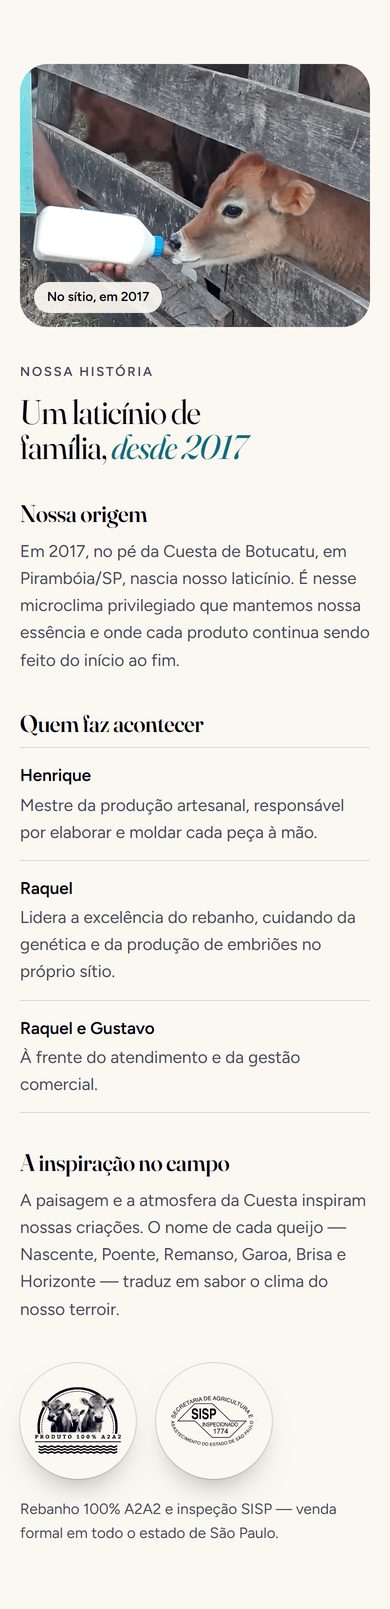 No sítio, em 2017
NOSSA HISTÓRIA
Um laticínio de
família, desde 2017
Nossa origem
Em 2017, no pé da Cuesta de Botucatu, em
Pirambóia/SP, nascia nosso laticínio. É nesse
microclima privilegiado que mantemos nossa
essência e onde cada produto continua sendo
feito do início ao fim.
Quem faz acontecer
Henrique
Mestre da produção artesanal, responsável
por elaborar e moldar cada peça à mão.
Raquel
Lidera a excelência do rebanho, cuidando da
genética e da produção de embriões no
próprio sítio.
Raquel e Gustavo
À frente do atendimento e da gestão
comercial.
A inspiração no campo
A paisagem e a atmosfera da Cuesta inspiram
nossas criações. O nome de cada queijo —
Nascente, Poente, Remanso, Garoa, Brisa e
Horizonte — traduz em sabor o clima do
nosso terroir.
PRODUTO 100% A2A2
SECRETARIA DE AGRICULTURA E
SISP
INSPECIONADO
1774
ABASTECIMENTO DO ESTADO DE SÃO PAULO
Rebanho 100% A2A2 e inspeção SISP — venda
formal em todo o estado de São Paulo.